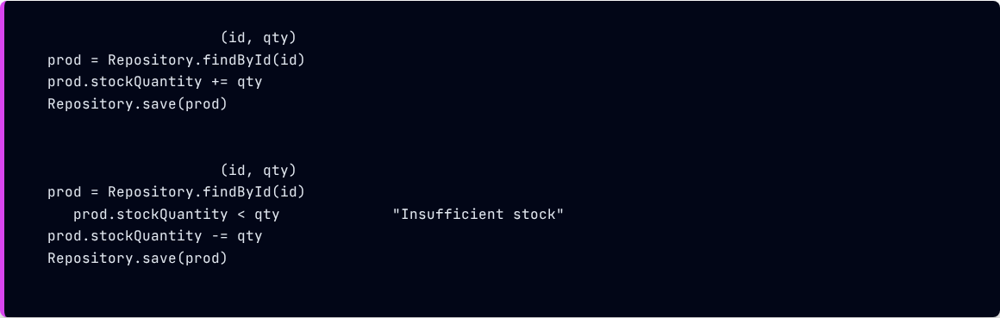 (id, qty)
prod = Repository.findById(id)
prod.stockQuantity += qty
Repository.save(prod)
(id, qty)
prod = Repository.findById(id)
prod.stockQuantity < qty "Insufficient stock"
prod.stockQuantity -= qty
Repository.save(prod)